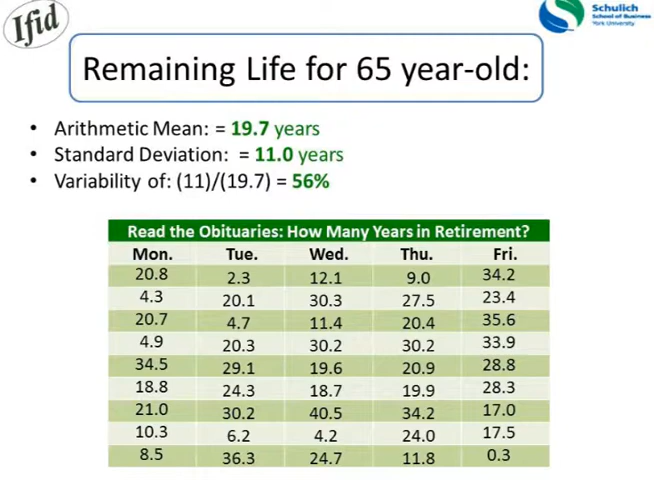 Ifid
Schulich
School of Business
York University
Remaining Life for 65 year-old:
• Arithmetic Mean: = 19.7 years
• Standard Deviation: = 11.0 years
• Variability of: (11)/(19.7) = 56%
Read the Obituaries: How Many Years in Retirement?
Mon. Tue. Wed. Thu. Fri.
20.8 2.3 12.1 9.0 34.2
4.3 20.1 30.3 27.5 23.4
20.7 4.7 11.4 20.4 35.6
4.9 20.3 30.2 30.2 33.9
34.5 29.1 19.6 20.9 28.8
18.8 24.3 18.7 19.9 28.3
21.0 30.2 40.5 34.2 17.0
10.3 6.2 4.2 24.0 17.5
8.5 36.3 24.7 11.8 0.3